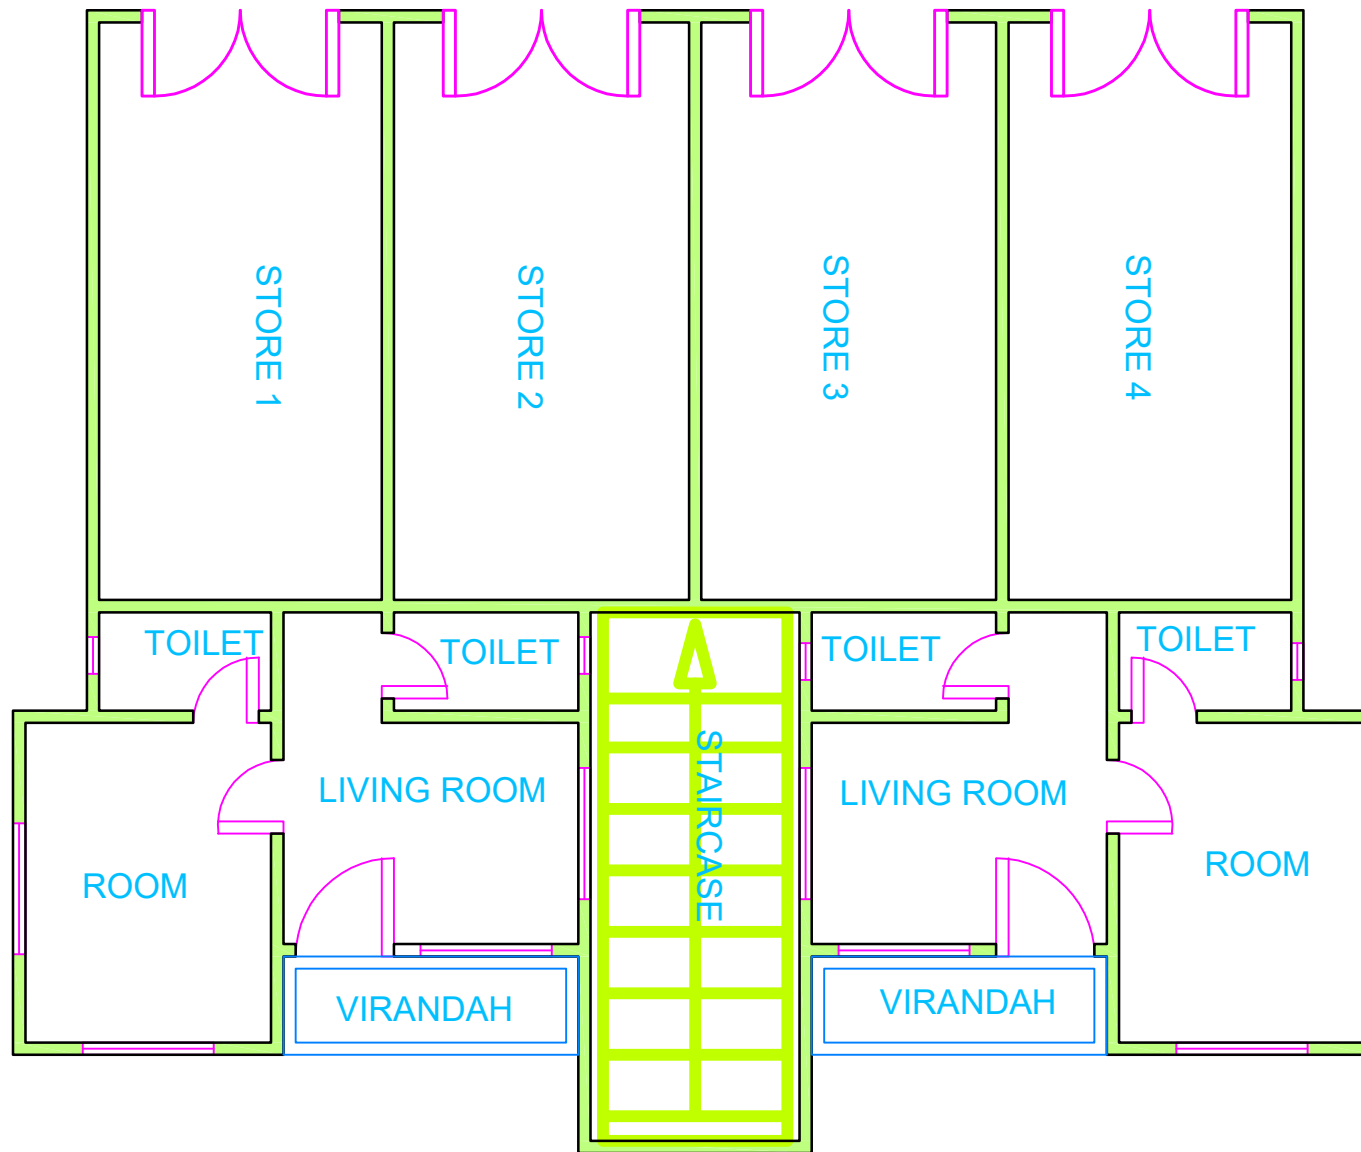 STORE 1
STORE 2
STORE 3
STORE 4
TOILET
TOILET
TOILET
TOILET
STAIRCASE
LIVING ROOM
LIVING ROOM
ROOM
ROOM
VIRANDAH
VIRANDAH